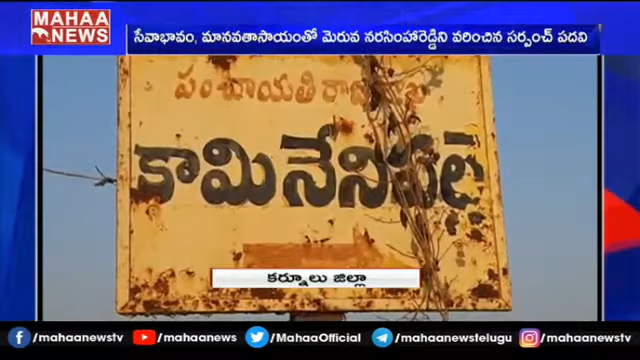 MAHAA
NEWS
సేవాభావం, మానవతాసాయంతో మెరువ నరసింహారెడ్డిని వరించిన సర్పంచ్ పదవి
పంచాయతి రాజ్
కామినేనిపల్లె
కర్నూలు జిల్లా
/mahaanewsTV /mahaanews /MahaaOfficial /mahaanewstelugu /mahaanewstv